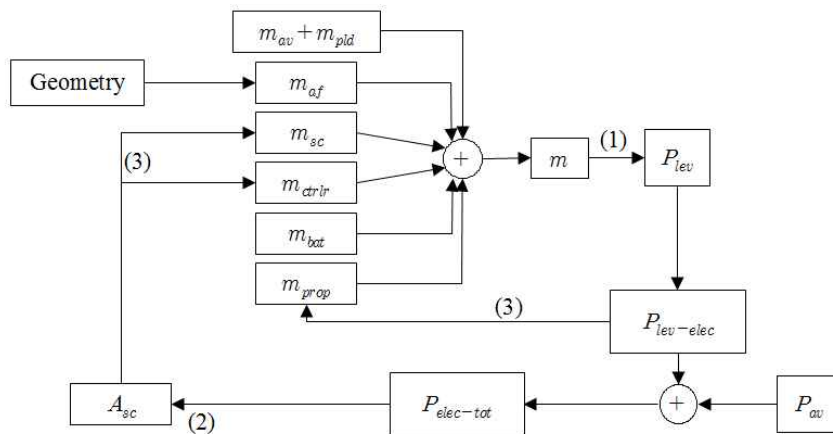 m_av + m_pld
Geometry
m_af
m_sc
(3)
m_ctrlr
+
m
(1)
P_lev
m_bat
m_prop
(3)
P_lev-elec
A_sc
(2)
P_elec-tot
+
P_av